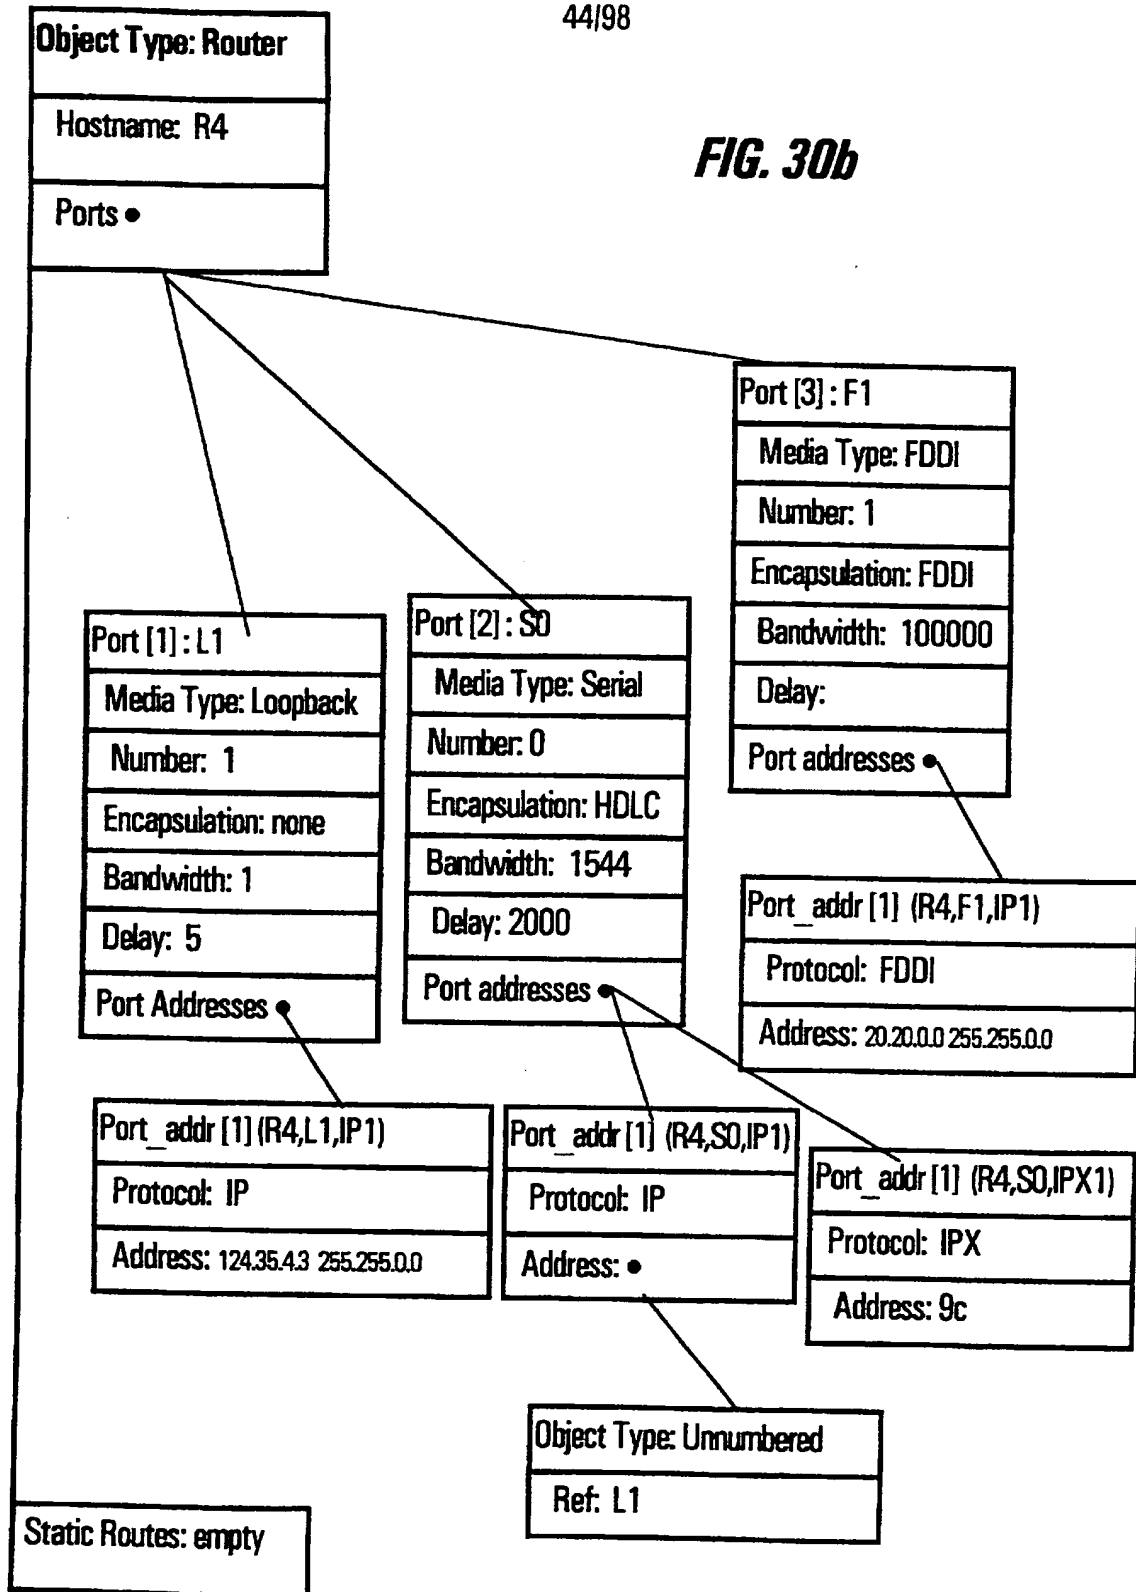 44/98
Object Type: Router
Hostname: R4
Ports
FIG. 30b
Port [3] : F1
Media Type: FDDI
Number: 1
Encapsulation: FDDI
Bandwidth: 100000
Delay:
Port addresses
Port [1] : L1
Media Type: Loopback
Number: 1
Encapsulation: none
Bandwidth: 1
Delay: 5
Port Addresses
Port [2] : S0
Media Type: Serial
Number: 0
Encapsulation: HDLC
Bandwidth: 1544
Delay: 2000
Port addresses
Port_addr [1] (R4,F1,IP1)
Protocol: FDDI
Address: 20.20.0.0 255.255.0.0
Port_addr [1] (R4,L1,IP1)
Protocol: IP
Address: 124.35.4.3 255.255.0.0
Port_addr [1] (R4,S0,IP1)
Protocol: IP
Address:
Port_addr [1] (R4,S0,IPX1)
Protocol: IPX
Address: 9c
Object Type: Unnumbered
Ref: L1
Static Routes: empty